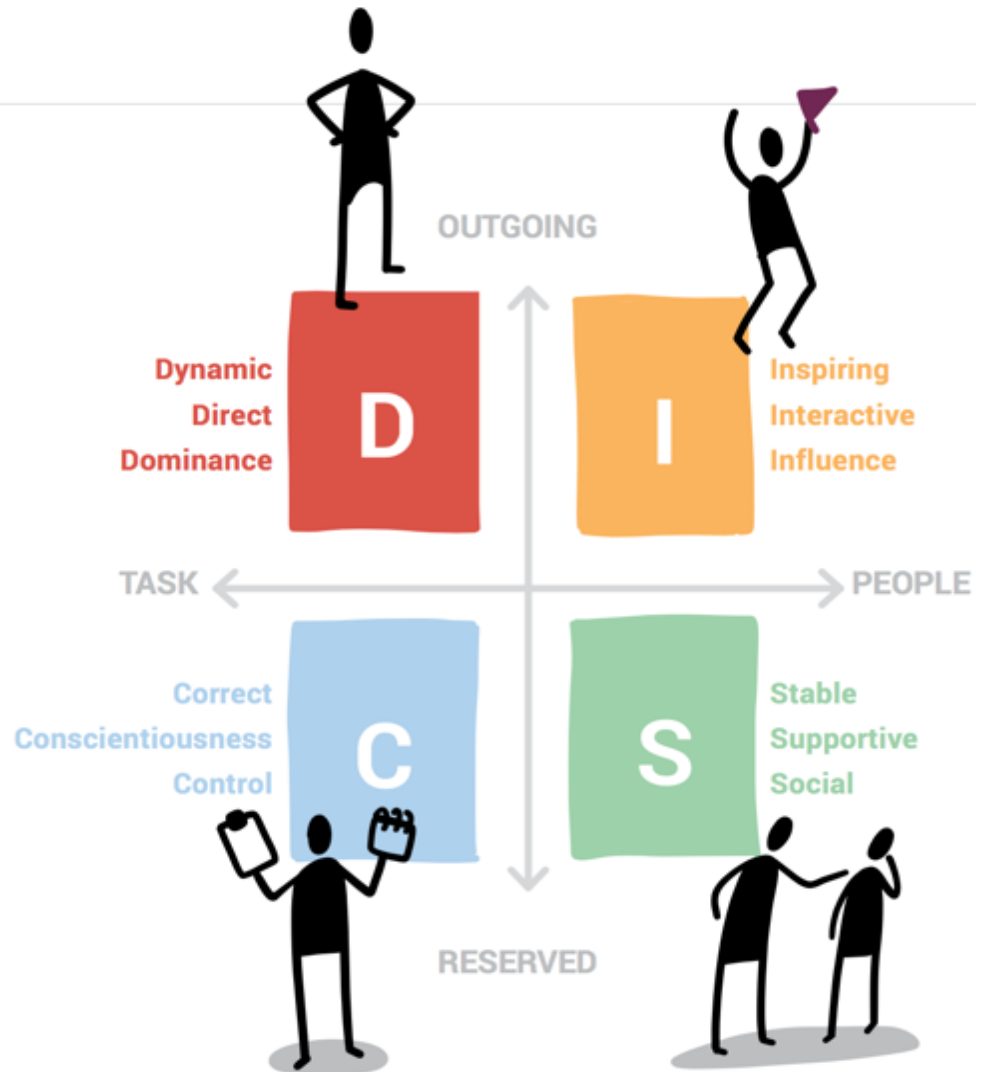 OUTGOING
Dynamic
Direct
Dominance
D
I
Inspiring
Interactive
Influence
TASK
PEOPLE
Correct
Conscientiousness
Control
C
S
Stable
Supportive
Social
RESERVED